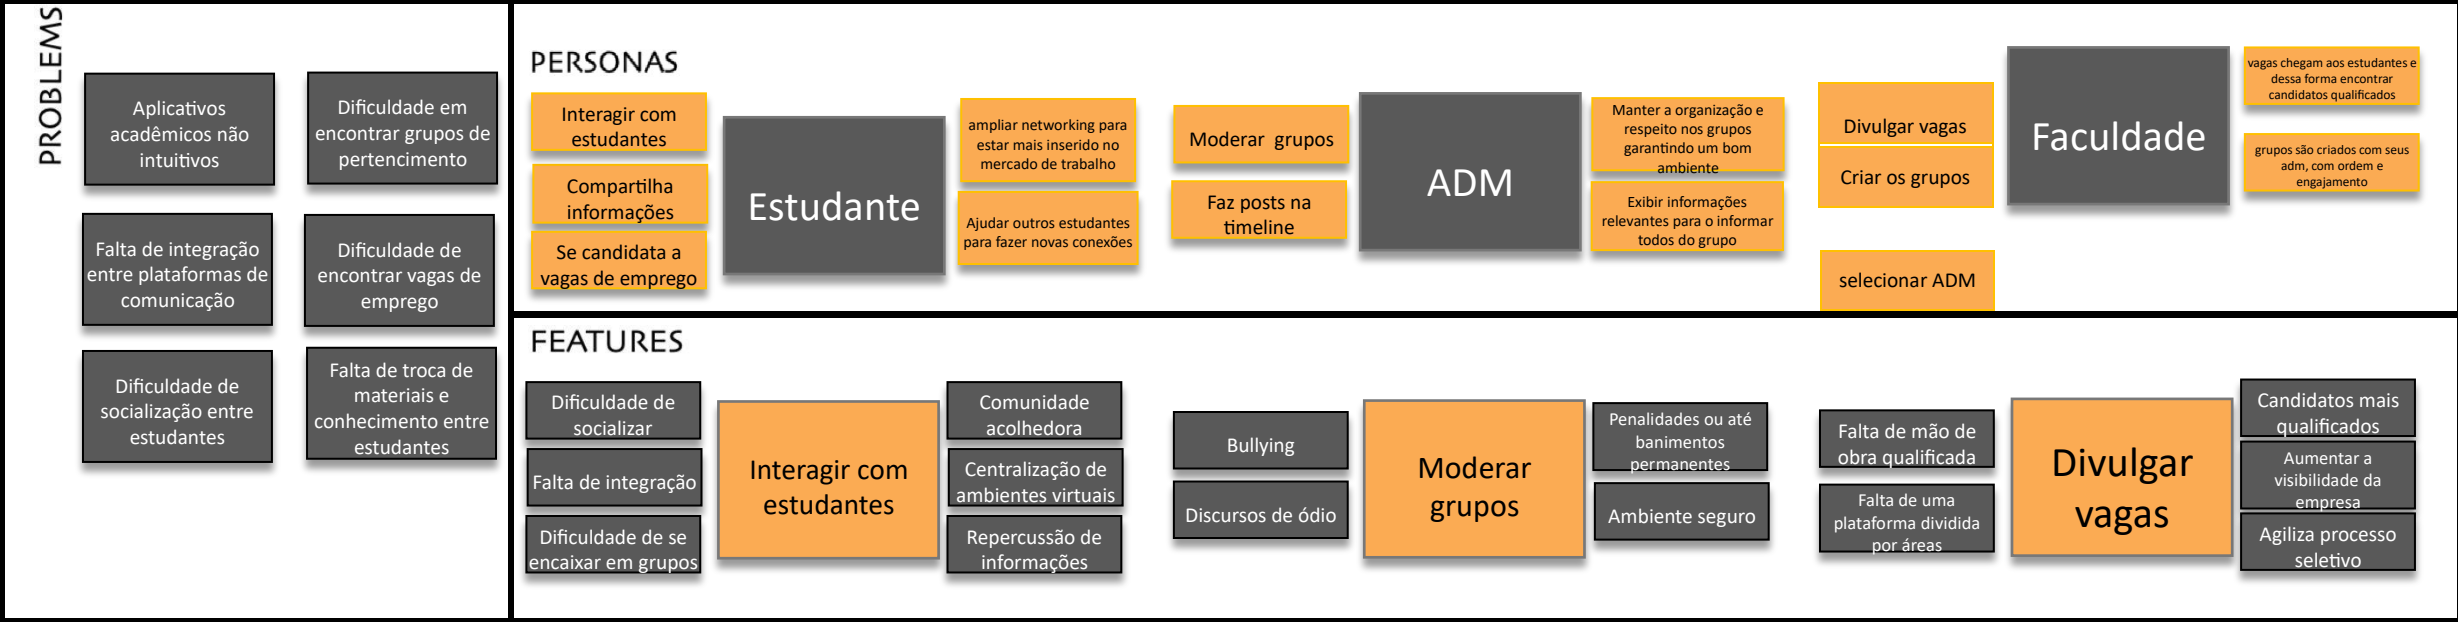 PROBLEMS
Aplicativos
acadêmicos não
intuitivos
Dificuldade em
encontrar grupos de
pertencimento
Falta de integração
entre plataformas de
comunicação
Dificuldade de
encontrar vagas de
emprego
Dificuldade de
socialização entre
estudantes
Falta de troca de
materiais e
conhecimento entre
estudantes
PERSONAS
Interagir com
estudantes
Compartilha
informações
Se candidata a
vagas de emprego
Estudante
ampliar networking para
estar mais inserido no
mercado de trabalho
Ajudar outros estudantes
para fazer novas conexões
Moderar grupos
Faz posts na
timeline
ADM
Manter a organização e
respeito nos grupos
garantindo um bom
ambiente
Exibir informações
relevantes para o informar
todos do grupo
Divulgar vagas
Criar os grupos
selecionar ADM
Faculdade
vagas chegam aos estudantes e
dessa forma encontrar
candidatos qualificados
grupos são criados com seus
adm, com ordem e
engajamento
FEATURES
Dificuldade de
socializar
Falta de integração
Dificuldade de se
encaixar em grupos
Interagir com
estudantes
Comunidade
acolhedora
Centralização de
ambientes virtuais
Repercussão de
informações
Bullying
Discursos de ódio
Moderar
grupos
Penalidades ou até
banimentos
permanentes
Ambiente seguro
Falta de mão de
obra qualificada
Falta de uma
plataforma dividida
por áreas
Divulgar
vagas
Candidatos mais
qualificados
Aumentar a
visibilidade da
empresa
Agiliza processo
seletivo